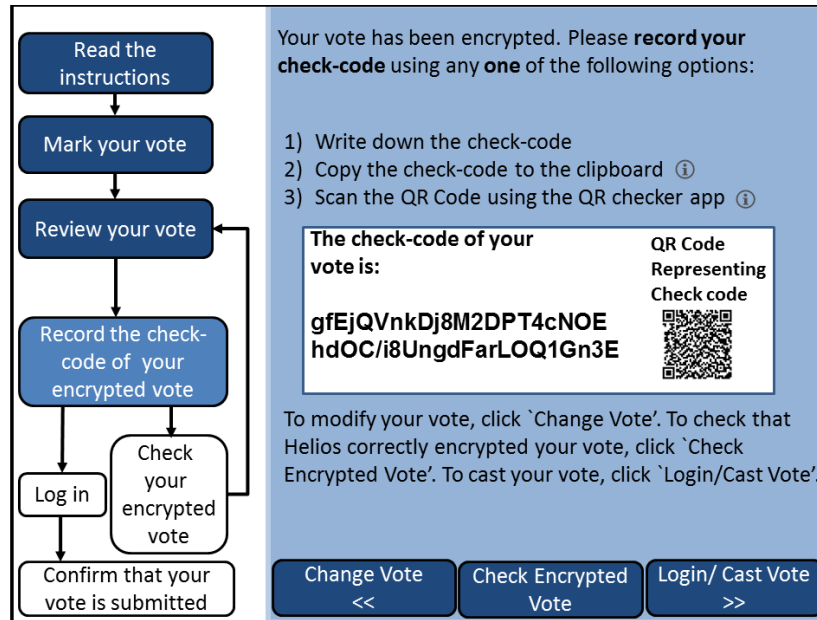 Read the
instructions
Mark your vote
Review your vote
Record the check-
code of your
encrypted vote
Check
your
encrypted
vote
Log in
Confirm that your
vote is submitted
Your vote has been encrypted. Please record your
check-code using any one of the following options:
1) Write down the check-code
2) Copy the check-code to the clipboard ⓘ
3) Scan the QR Code using the QR checker app ⓘ
The check-code of your
vote is:
gfEjQVnkDj8M2DPT4cNOE
hdOC/i8UngdFarLOQ1Gn3E
QR Code
Representing
Check code
To modify your vote, click `Change Vote'. To check that
Helios correctly encrypted your vote, click `Check
Encrypted Vote'. To cast your vote, click `Login/Cast Vote'.
Change Vote
<<
Check Encrypted
Vote
Login/ Cast Vote
>>